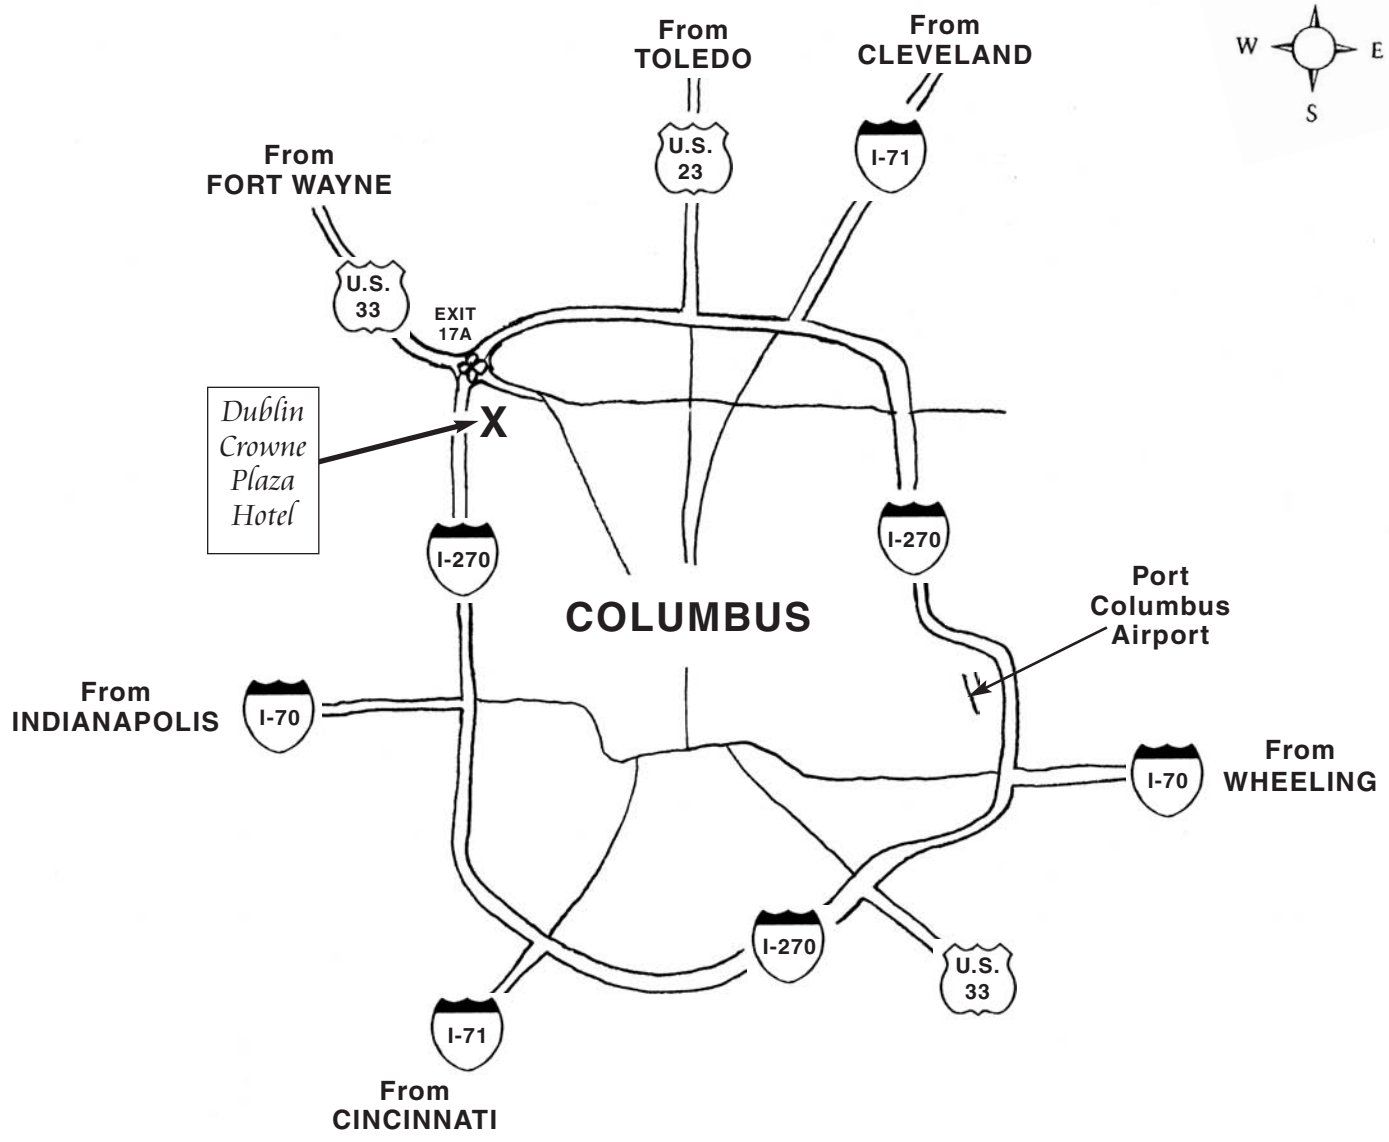 From
TOLEDO
From
CLEVELAND
W
E
S
U.S.
23
I-71
From
FORT WAYNE
U.S.
33
EXIT
17A
Dublin
Crowne
Plaza
Hotel
X
I-270
I-270
COLUMBUS
Port
Columbus
Airport
From
INDIANAPOLIS
I-70
I-70
From
WHEELING
I-270
U.S.
33
I-71
From
CINCINNATI